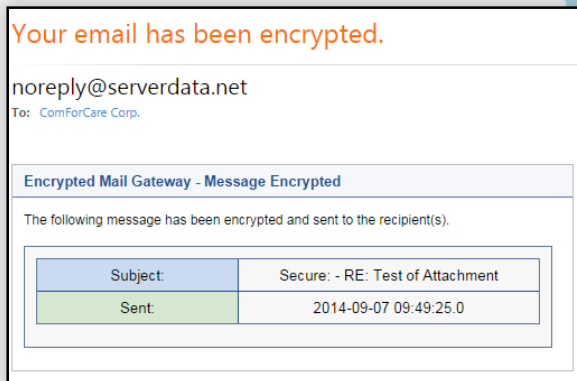 Your email has been encrypted.
noreply@serverdata.net
To: ComForCare Corp.
Encrypted Mail Gateway - Message Encrypted
The following message has been encrypted and sent to the recipient(s).
Subject: Secure: - RE: Test of Attachment
Sent: 2014-09-07 09:49:25.0